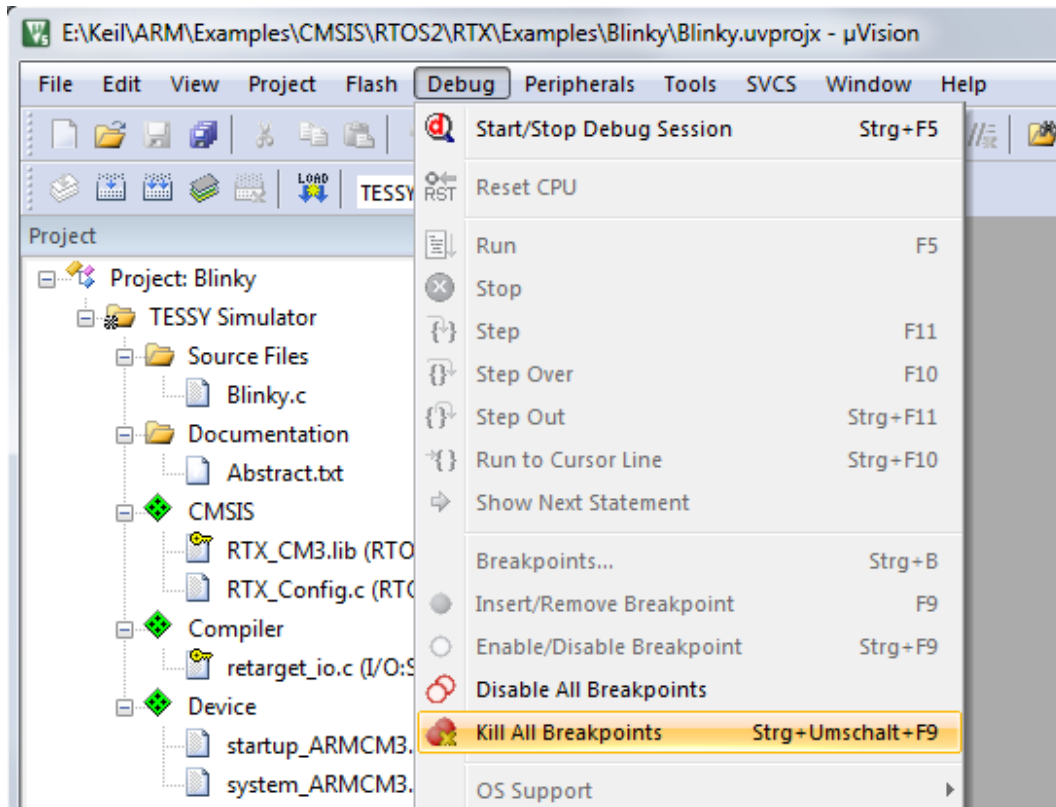 E:\Keil\ARM\Examples\CMSIS\RTOS2\RTX\Examples\Blinky\Blinky.uvprojx - µVision
File Edit View Project Flash Debug Peripherals Tools SVCS Window Help
Start/Stop Debug Session Strg+F5
LOAD
TESSY
RST Reset CPU
Project
Run F5
Project: Blinky
Stop
TESSY Simulator
Step F11
Source Files
Step Over F10
Blinky.c
Step Out Strg+F11
Documentation
Run to Cursor Line Strg+F10
Abstract.txt
Show Next Statement
CMSIS
RTX_CM3.lib (RTO
Breakpoints... Strg+B
RTX_Config.c (RTO
Insert/Remove Breakpoint F9
Compiler
Enable/Disable Breakpoint Strg+F9
retarget_io.c (I/O:S
Disable All Breakpoints
Device
Kill All Breakpoints Strg+Umschalt+F9
startup_ARMCM3.
system_ARMCM3.
OS Support